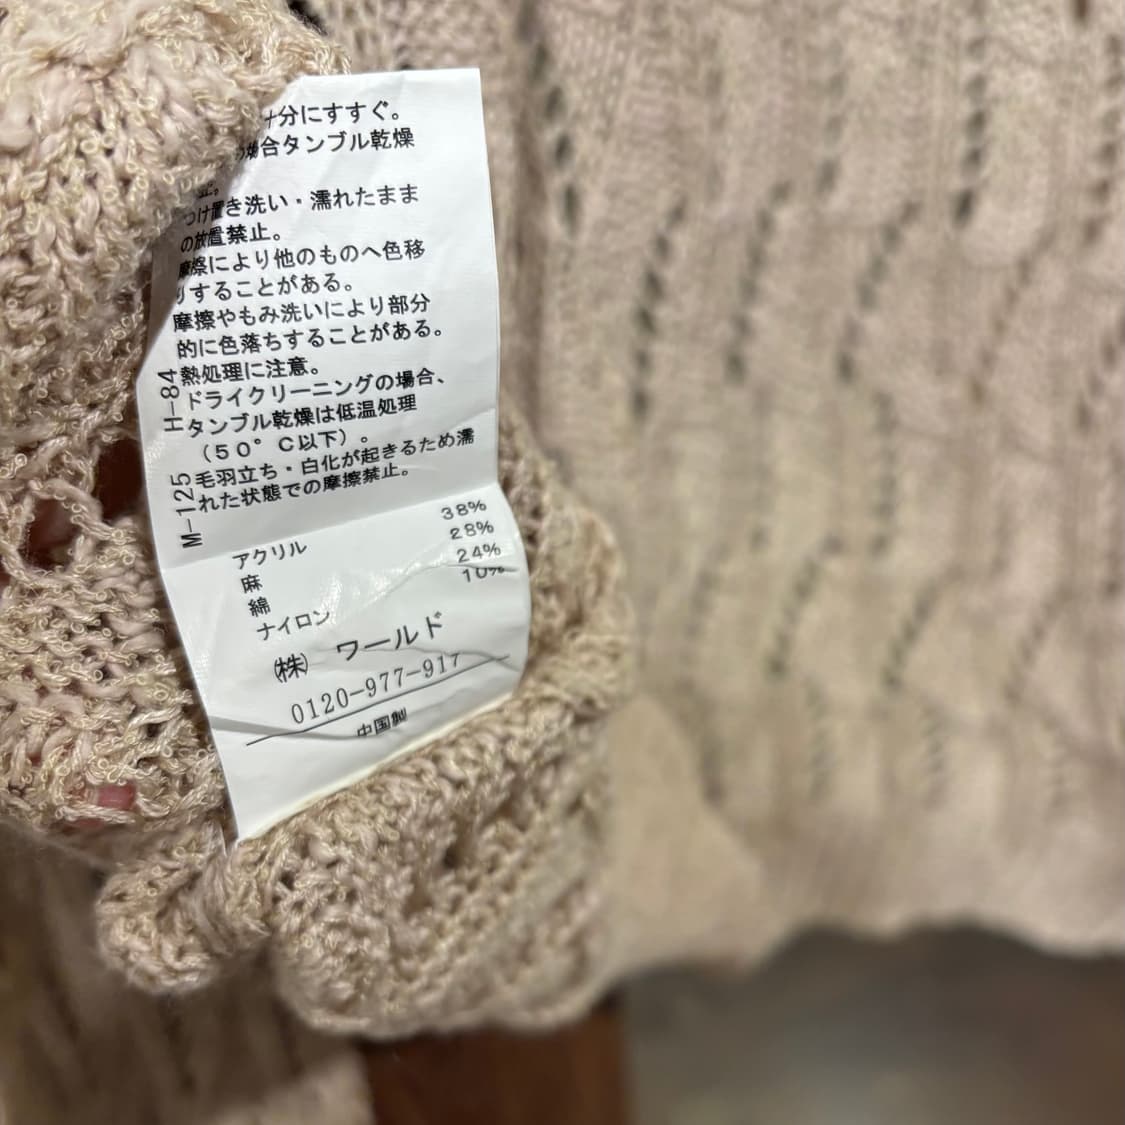 十分にすすぐ。
場合タンブル乾燥
止。
つけ置き洗い・濡れたまま
の放置禁止。
摩擦により他のものへ色移
りすることがある。
摩擦やもみ洗いにより部分
的に色落ちすることがある。
熱処理に注意。
ドライクリーニングの場合、
タンブル乾燥は低温処理
(50°C以下)。
毛羽立ち・白化が起きるため濡
れた状態での摩擦禁止。
H-84
M-125
アクリル 38%
麻 28%
綿 24%
ナイロン 10%
㈱ ワールド
0120-977-917
中国製